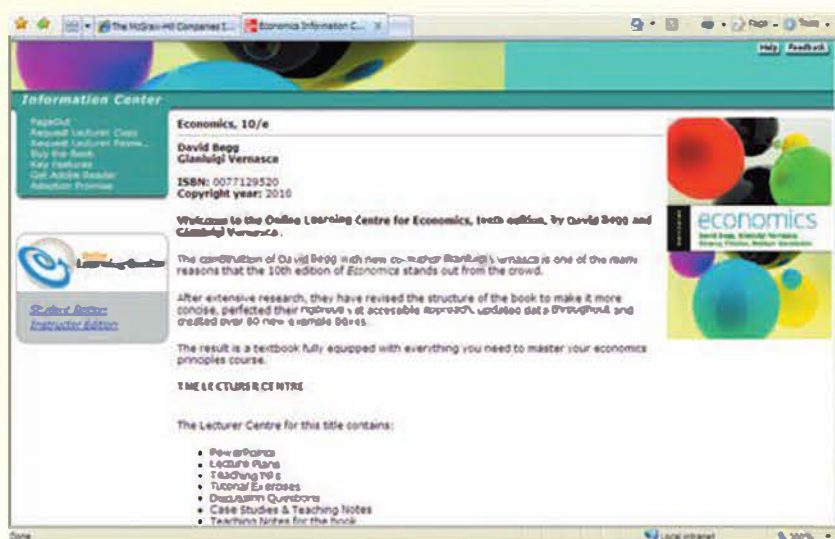 The McGraw-Hill Companies I...
Economics Information C...
Page
Help
Feedback
Information Center
PageOut
Request Lecturer Copy
Request Lecturer
Buy the Book
Key Features
Get Adobe Reader
Adoption Promise
Student Edition
Instructor Edition
Economics, 10/e
David Begg
Gianluigi Vernasca
ISBN: 0077129520
Copyright year: 2010
Welcome to the Online Learning Centre for Economics, tenth edition, by David Begg and
Gianluigi Vernasca.
The combination of David Begg with new co-author Gianluigi Vernasca is one of the many
reasons that the 10th edition of Economics stands out from the crowd.
After extensive research, they have revised the structure of the book to make it more
concise, perfected their rigorous yet accessible approach, updated data throughout and
created over 60 new example boxes.
The result is a textbook fully equipped with everything you need to master your economics
principles course.
THE LECTURER CENTRE
The Lecturer Centre for this title contains:
PowerPoints
Lecture Plans
Teaching Tips
Tutorial Exercises
Discussion Questions
Case Studies & Teaching Notes
Teaching Notes for the book
economics
Done
Local intranet
100%